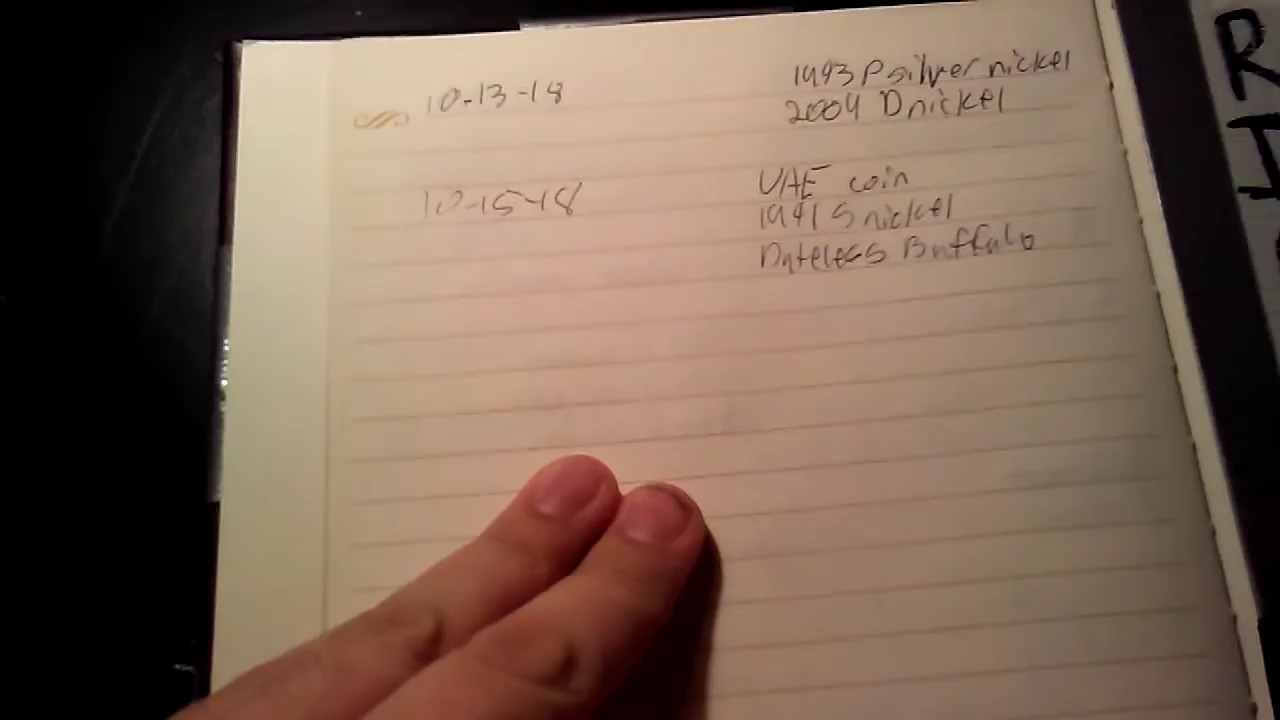 10-13-18
1943 P silver nickel
2004 D nickel
10-15-18
UAE coin
1941 S nickel
Dateless Buffalo
R